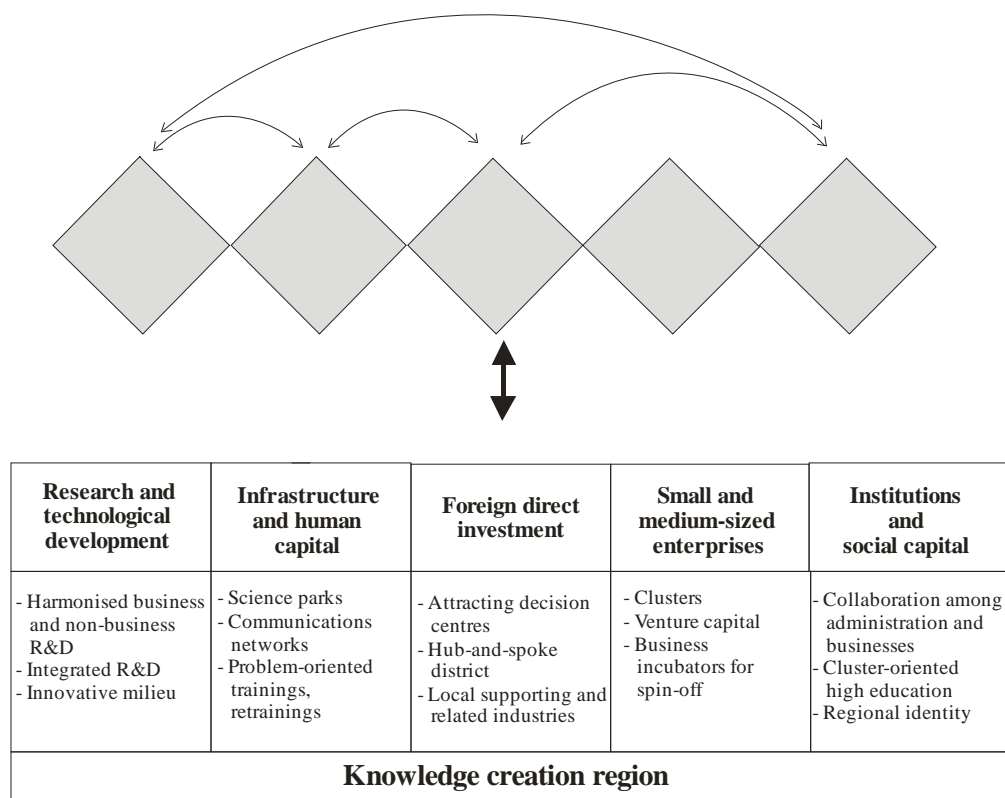 Research and
technological
development
Infrastructure
and human
capital
Foreign direct
investment
Small and
medium-sized
enterprises
Institutions
and
social capital
- Harmonised business
and non-business
R&D
- Integrated R&D
- Innovative milieu
- Science parks
- Communications
networks
- Problem-oriented
trainings,
retrainings
- Attracting decision
centres
- Hub-and-spoke
district
- Local supporting and
related industries
- Clusters
- Venture capital
- Business
incubators for
spin-off
- Collaboration among
administration and
businesses
- Cluster-oriented
high education
- Regional identity
Knowledge creation region